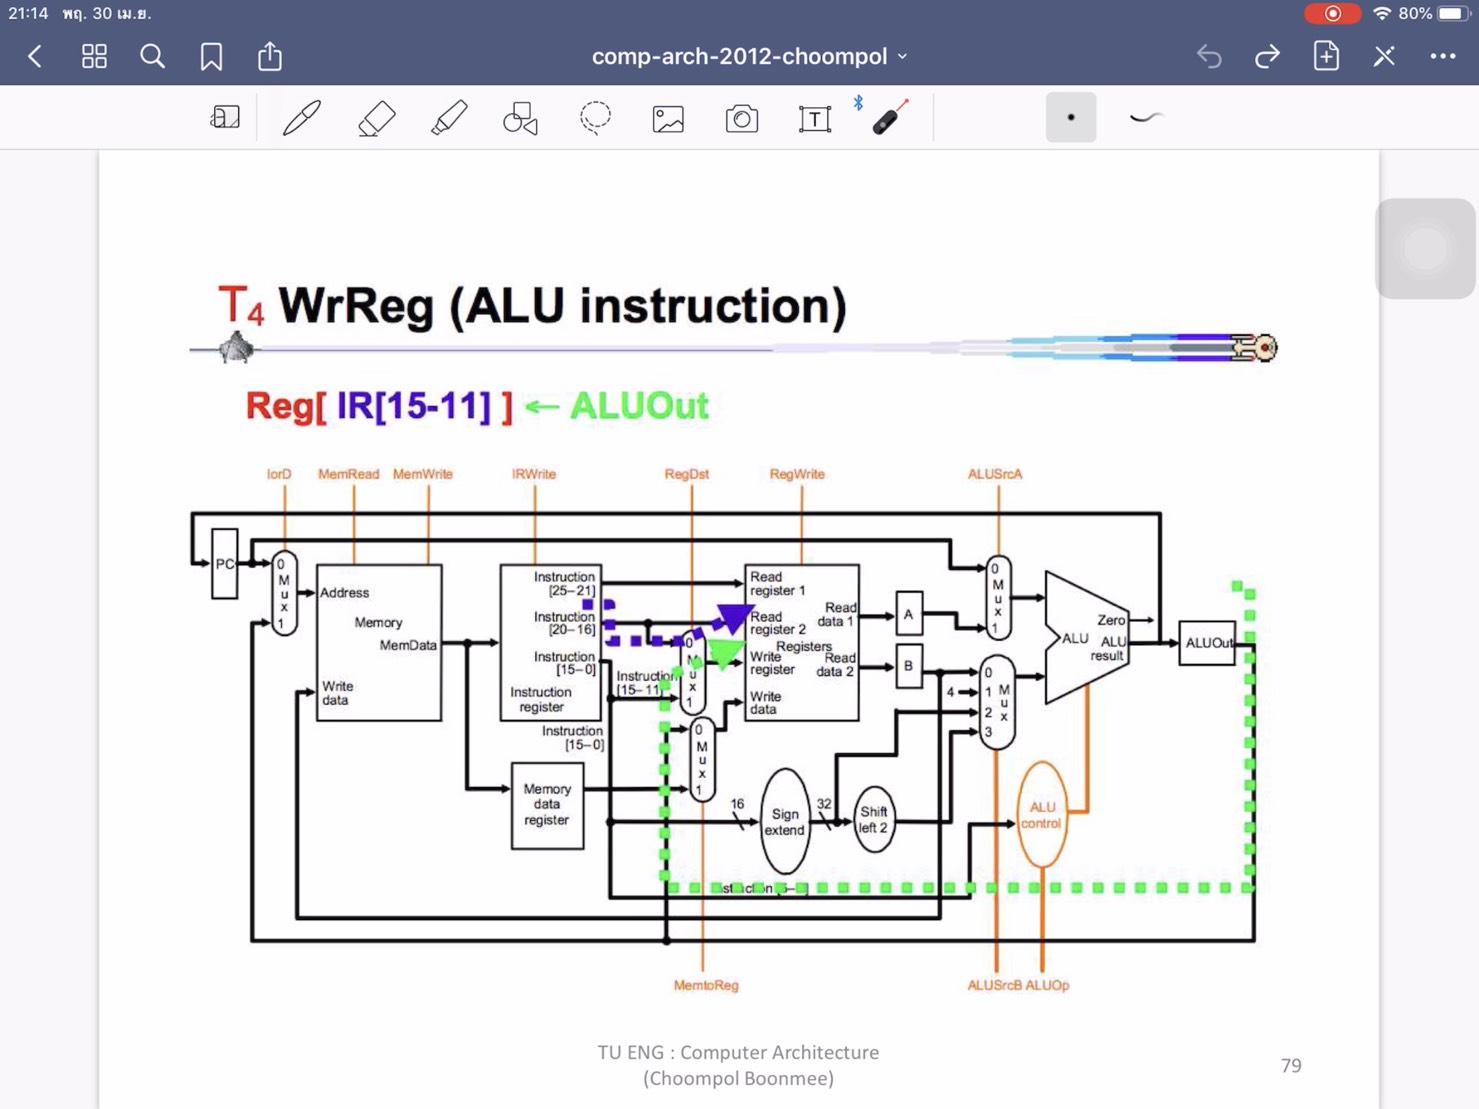 21:14 พฤ. 30 เม.ย.
80%
comp-arch-2012-choompol
T
T4 WrReg (ALU instruction)
Reg[ IR[15-11] ] ← ALUOut
IorD MemRead MemWrite IRWrite RegDst RegWrite ALUSrcA
PC
0
M
u
x
1
Address
Memory
MemData
Write
data
Instruction
[25–21]
Instruction
[20–16]
Instruction
[15–0]
Instruction
register
Instruction
[15–0]
Memory
data
register
Instruction
[15–11]
0
M
u
x
1
0
M
u
x
1
Read
register 1
Read
register 2
Registers
Write
register
Write
data
Read
data 1
Read
data 2
16
Sign
extend
32
Shift
left 2
A
B
4
0
M
u
x
1
0
1 M
2 u
3 x
ALU
Zero
ALU
result
ALUOut
ALU
control
MemtoReg
ALUSrcB ALUOp
TU ENG : Computer Architecture
(Choompol Boonmee)
79